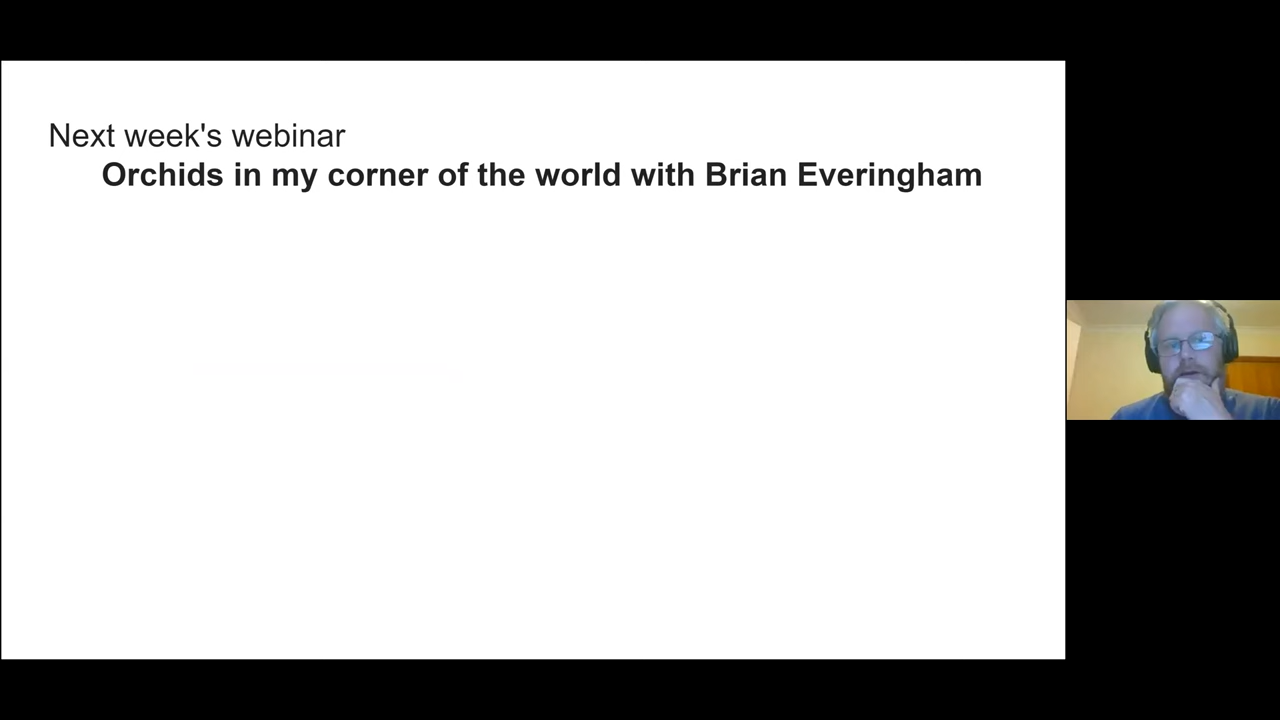 Next week's webinar
Orchids in my corner of the world with Brian Everingham